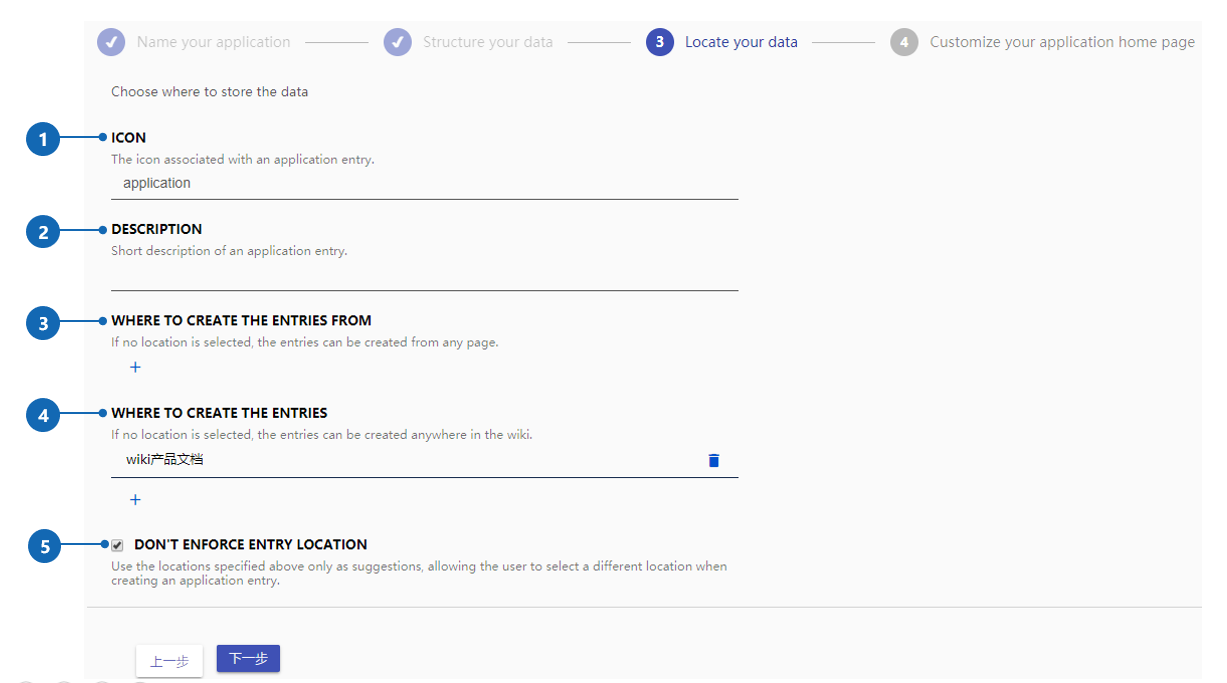 Name your application Structure your data 3 Locate your data 4 Customize your application home page
Choose where to store the data
1 ICON
The icon associated with an application entry.
application
2 DESCRIPTION
Short description of an application entry.
3 WHERE TO CREATE THE ENTRIES FROM
If no location is selected, the entries can be created from any page.
+
4 WHERE TO CREATE THE ENTRIES
If no location is selected, the entries can be created anywhere in the wiki.
wiki产品文档
+
5 DON'T ENFORCE ENTRY LOCATION
Use the locations specified above only as suggestions, allowing the user to select a different location when
creating an application entry.
上一步 下一步